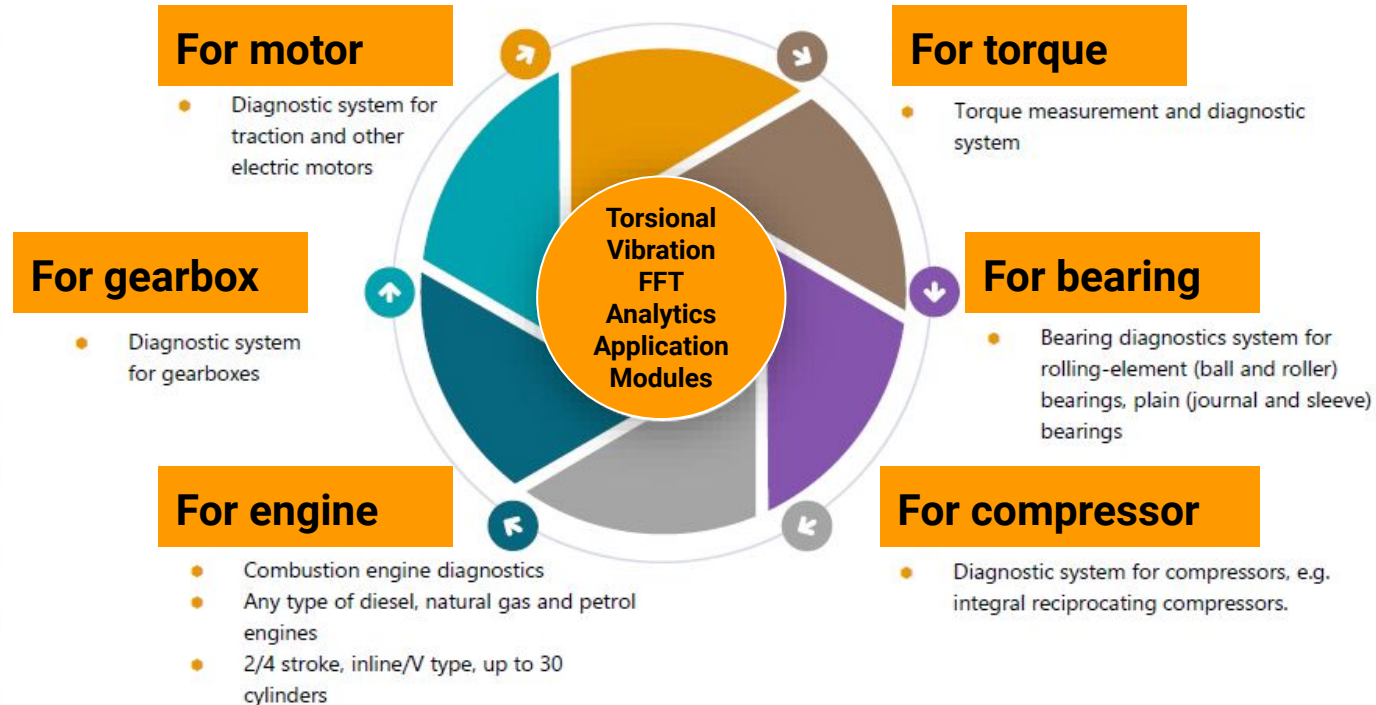 For motor
Diagnostic system for
traction and other
electric motors
For torque
Torque measurement and diagnostic
system
For gearbox
Diagnostic system
for gearboxes
Torsional
Vibration
FFT
Analytics
Application
Modules
For bearing
Bearing diagnostics system for
rolling-element (ball and roller)
bearings, plain (journal and sleeve)
bearings
For engine
Combustion engine diagnostics
Any type of diesel, natural gas and petrol
engines
2/4 stroke, inline/V type, up to 30
cylinders
For compressor
Diagnostic system for compressors, e.g.
integral reciprocating compressors.